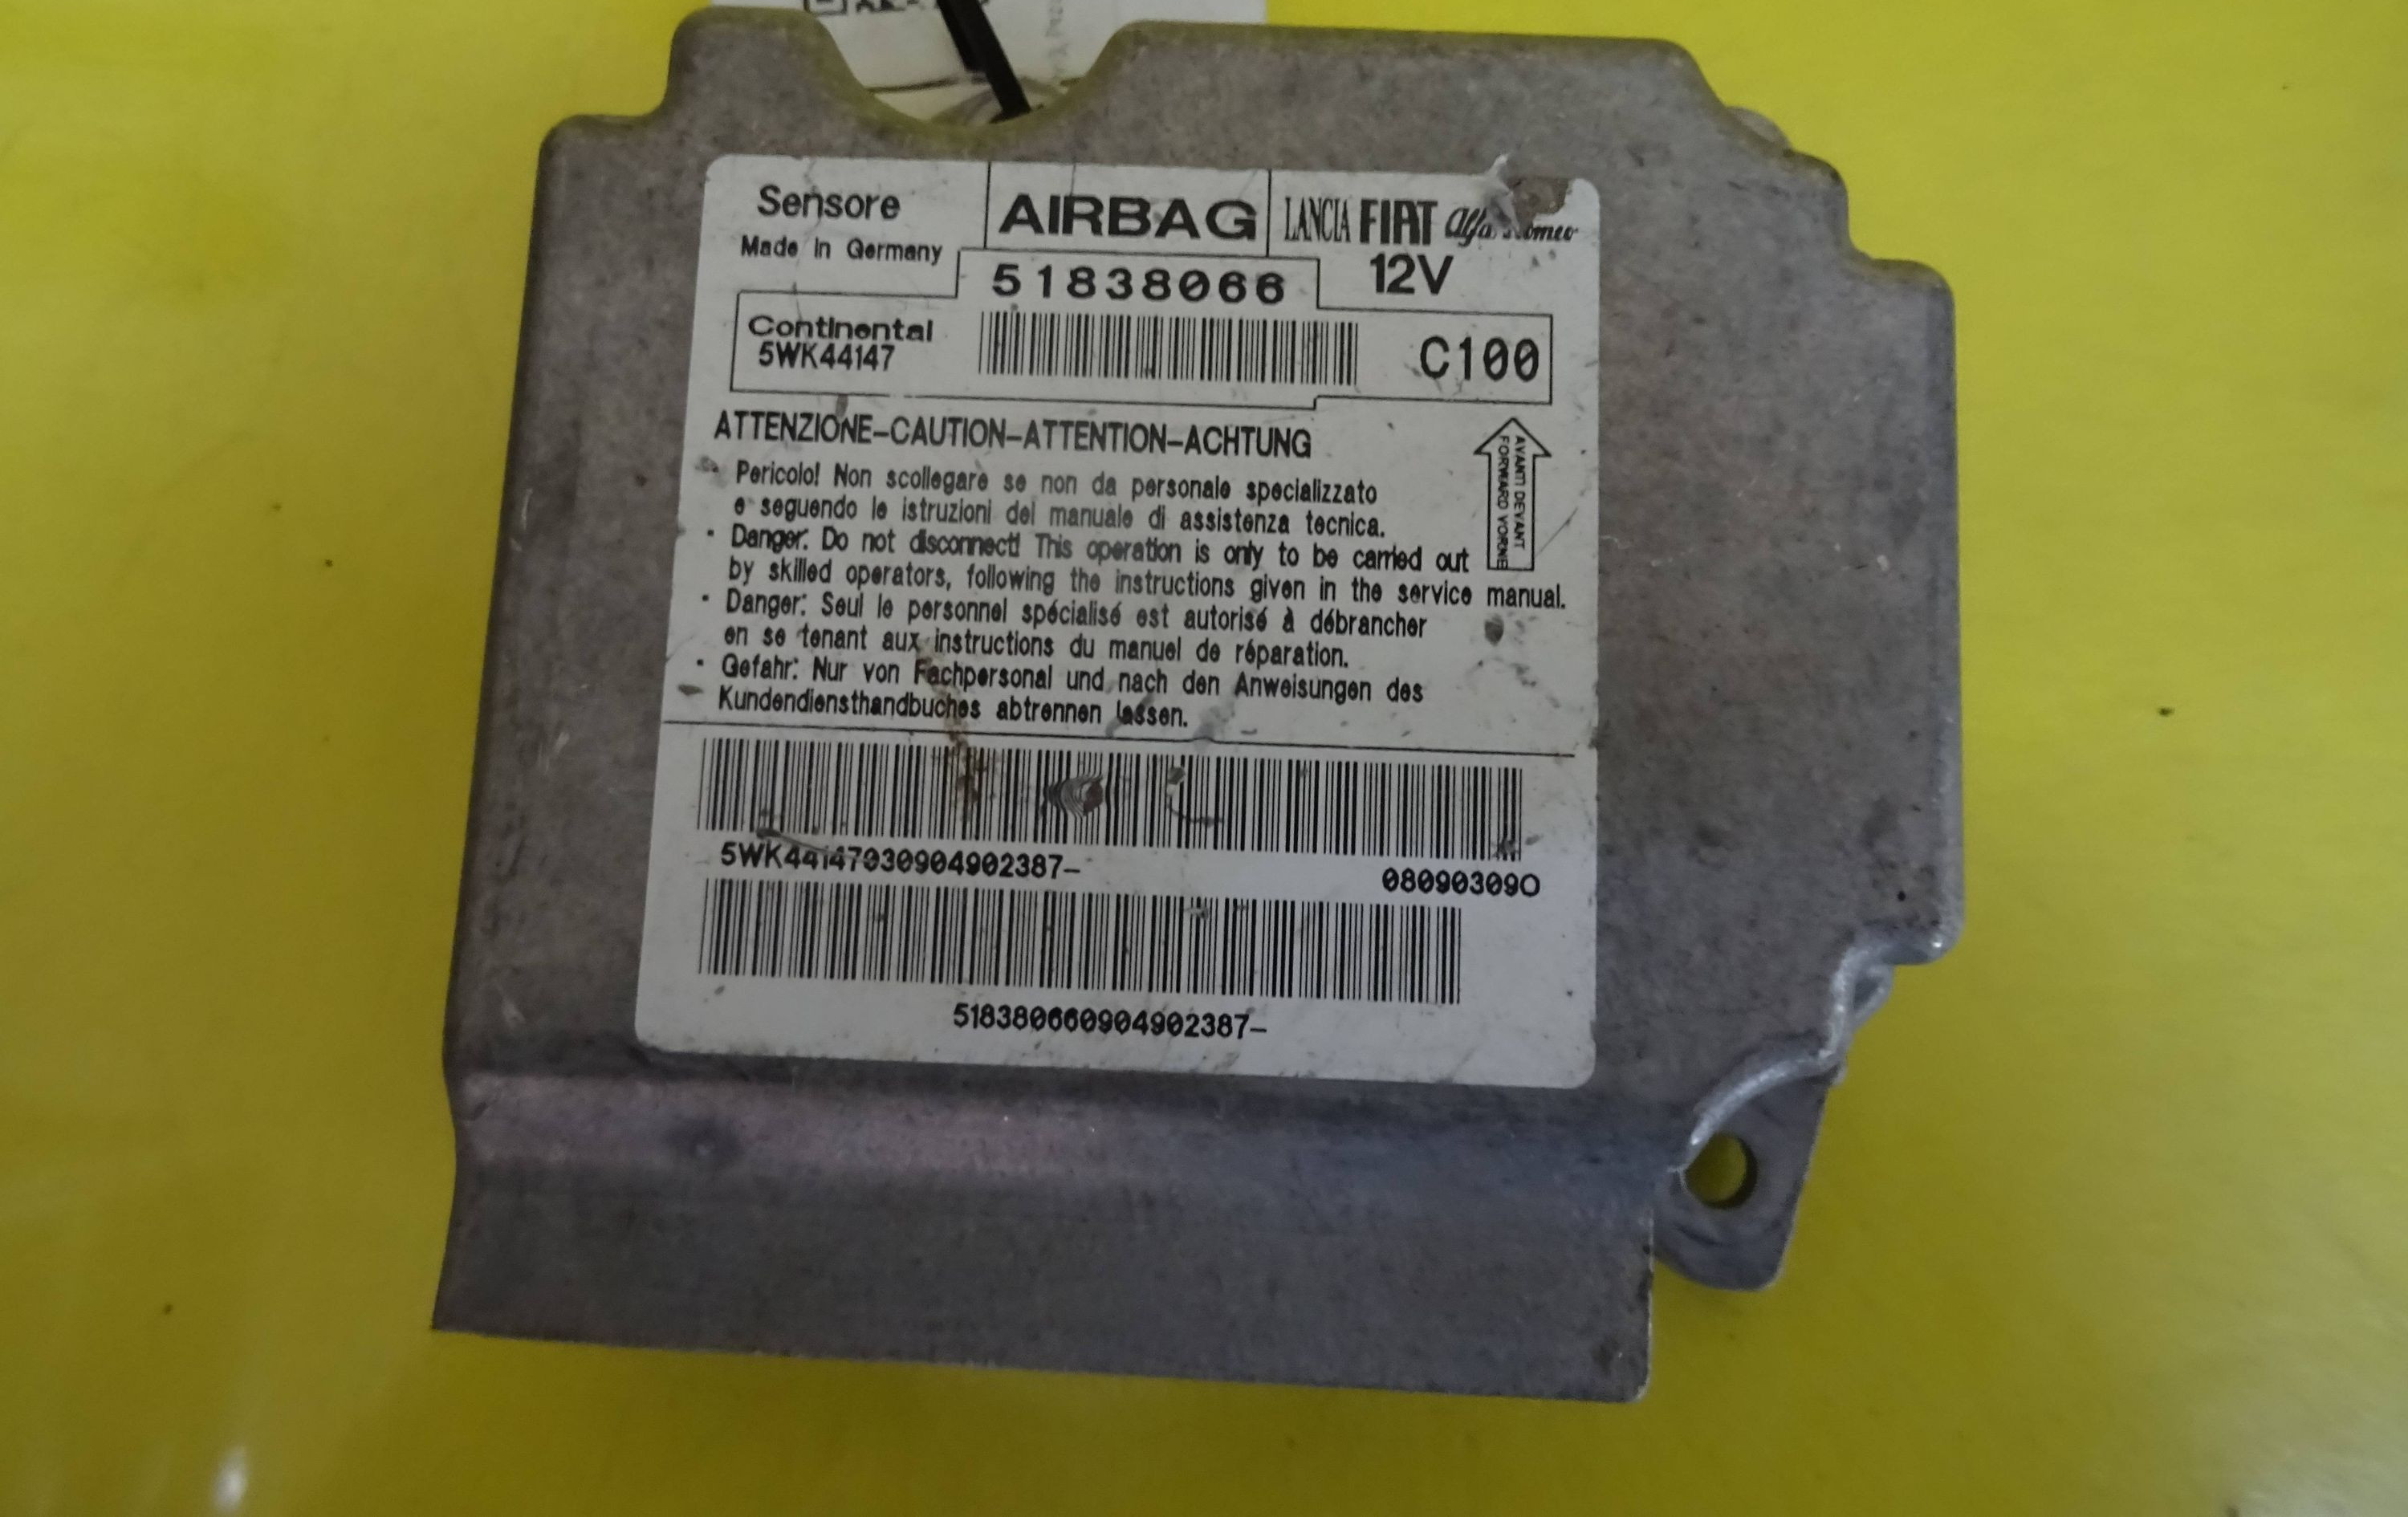 Sensore
Made In Germany
AIRBAG
LANCIA FIAT Alfa Romeo
12V
51838066
Continental
5WK44147
C100
ATTENZIONE-CAUTION-ATTENTION-ACHTUNG
AVANTI DEVANT
FORWARD VORNE
Pericolo! Non scollegare se non da personale specializzato
e seguendo le istruzioni del manuale di assistenza tecnica.
• Danger: Do not disconnect! This operation is only to be carried out
by skilled operators, following the instructions given in the service manual.
• Danger: Seul le personnel spécialisé est autorisé à débrancher
en se tenant aux instructions du manuel de réparation.
• Gefahr: Nur von Fachpersonal und nach den Anweisungen des
Kundendiensthandbuches abtrennen lassen.
5WK44147030904902387-
080903090
518380660904902387-